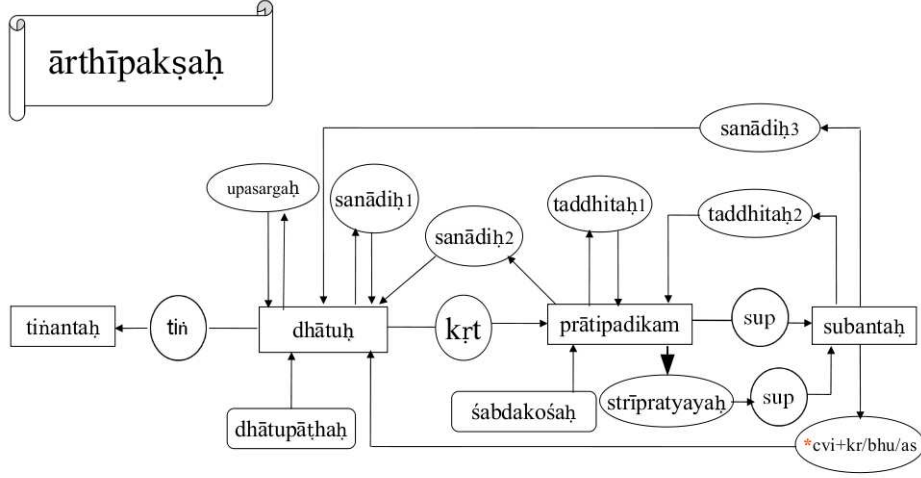 ārthīpakṣaḥ
sanādiḥ3
upasargaḥ
sanādiḥ1
taddhitaḥ1
taddhitaḥ2
sanādiḥ2
tiṅantaḥ
tiṅ
dhātuḥ
kṛt
prātipadikam
sup
subantaḥ
dhātupāṭhaḥ
śabdakośaḥ
strīpratyayaḥ
sup
*cvi+kr/bhu/as